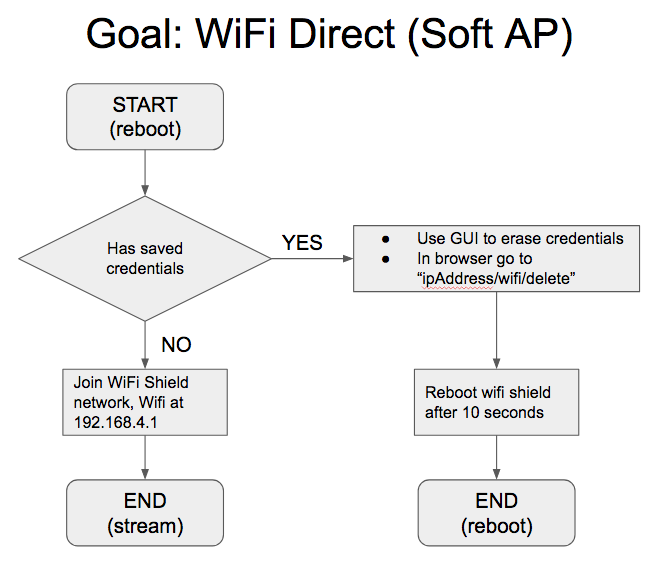 Goal: WiFi Direct (Soft AP)
START
(reboot)
Has saved
credentials
YES
● Use GUI to erase credentials
● In browser go to
“ipAddress/wifi/delete”
NO
Join WiFi Shield
network, Wifi at
192.168.4.1
Reboot wifi shield
after 10 seconds
END
(stream)
END
(reboot)